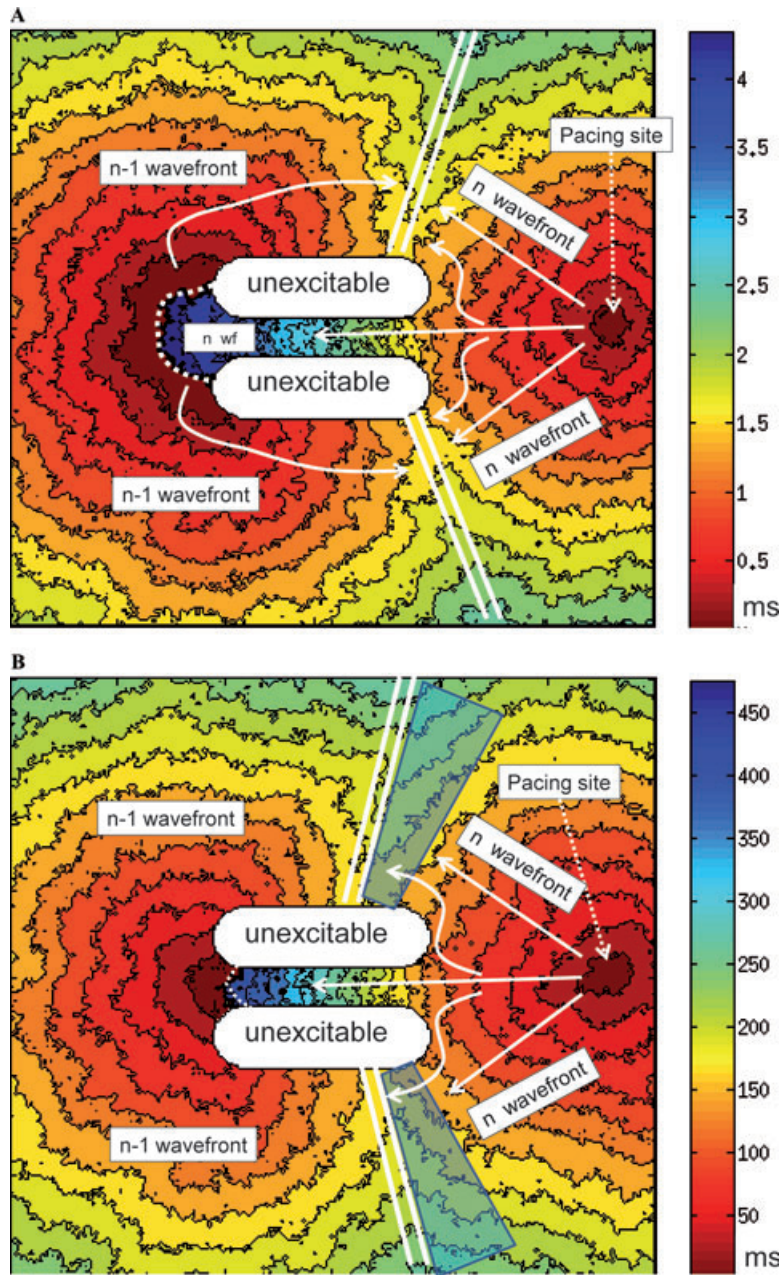 A
Pacing site
n-1 wavefront
n wavefront
unexcitable
n wf
unexcitable
n-1 wavefront
n wavefront
4
3.5
3
2.5
2
1.5
1
0.5
ms
B
Pacing site
n-1 wavefront
n wavefront
unexcitable
unexcitable
n-1 wavefront
n wavefront
450
400
350
300
250
200
150
100
50
ms